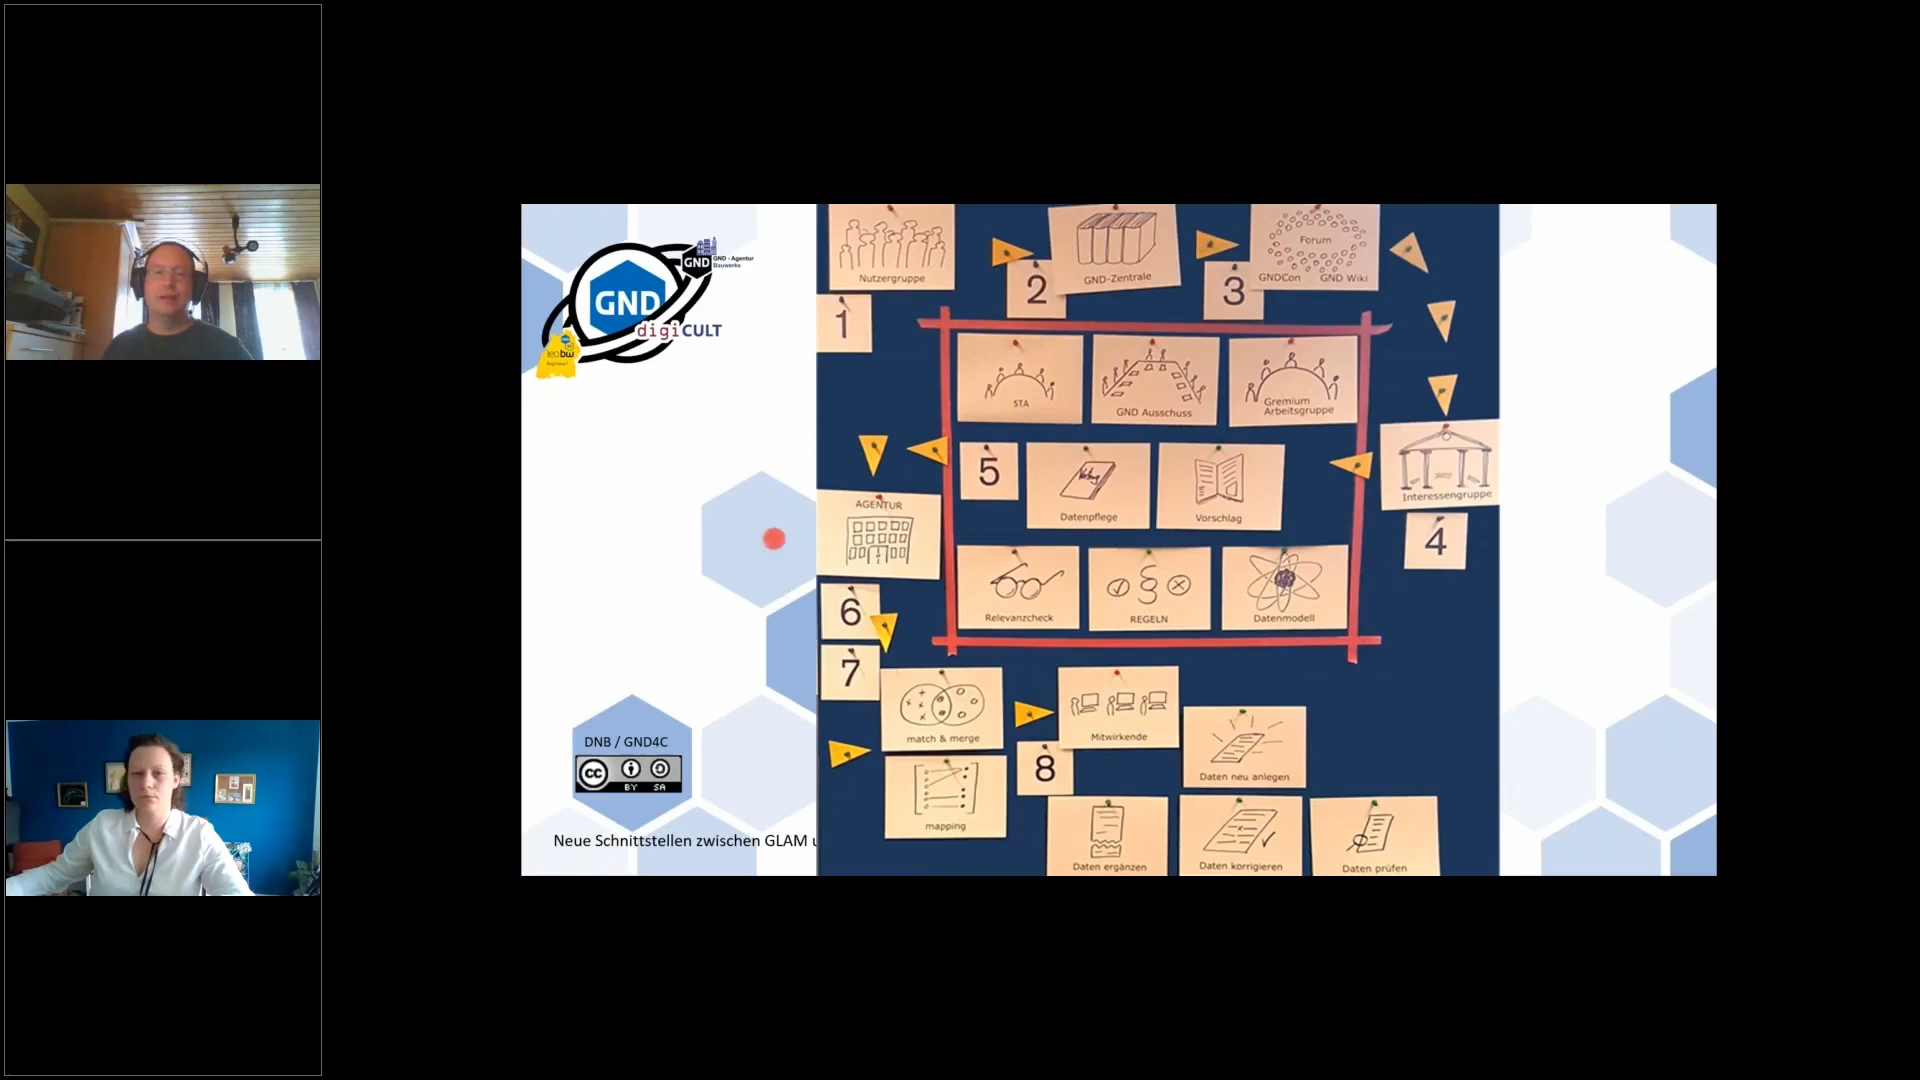 GND
GND - Agentur
Bauwerke
GND
digiCULT
leobw
Nutzergruppe
1
2
GND-Zentrale
3
Forum
GNDCon GND Wiki
STA
GND Ausschuss
Gremium
Arbeitsgruppe
5
Datenpflege
Vorschlag
Interessengruppe
4
AGENTUR
6
Relevanzcheck
REGELN
Datenmodell
7
match & merge
Mitwirkende
8
Daten neu anlegen
mapping
Daten ergänzen
Daten korrigieren
Daten prüfen
DNB / GND4C
cc
BY SA
Neue Schnittstellen zwischen GLAM